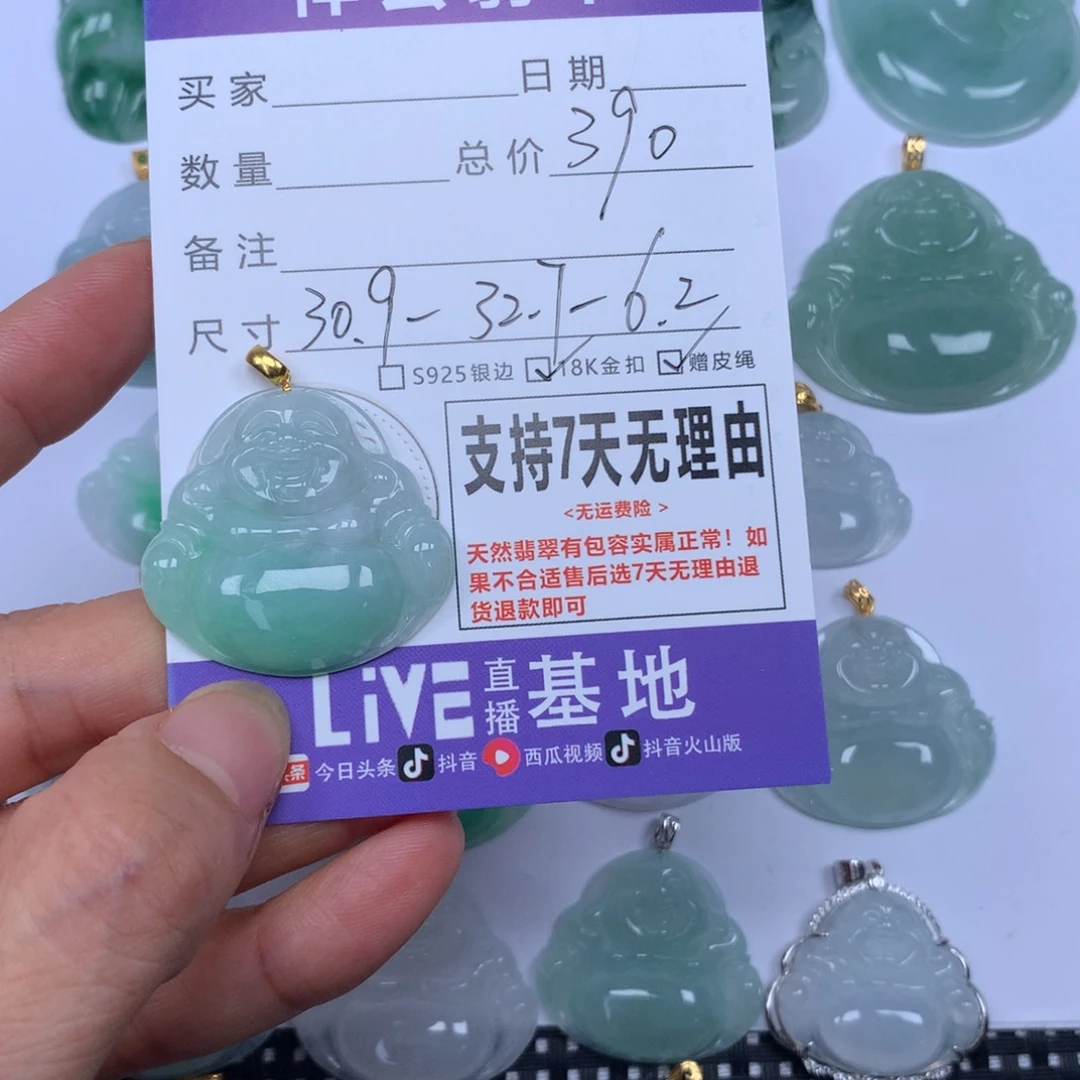 买家 日期
数量 总价 390
备注
尺寸 30.9-32.7-6.2
S925银边 18K金扣 赠皮绳
支持7天无理由
<无运费险 >
天然翡翠有包容实属正常！如
果不合适售后选7天无理由退
货退款即可
LiVE 直播 基地
头条 今日头条 抖音 西瓜视频 抖音火山版